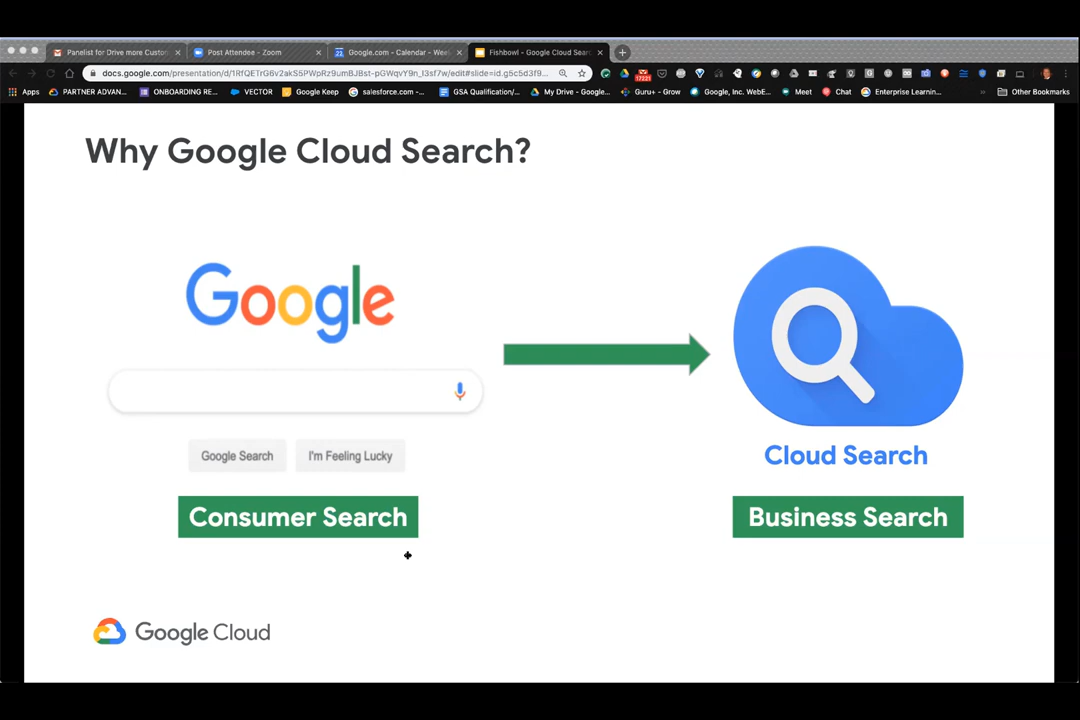 Panelist for Drive more Custom
Post Attendee - Zoom
Google.com - Calendar - Week
Fishbowl - Google Cloud Sear
Apps
PARTNER ADVAN...
ONBOARDING RE...
VECTOR
Google Keep
salesforce.com -...
GSA Qualification/...
My Drive - Google...
Guru+ - Grow
Google, Inc. WebE...
Meet
Chat
Enterprise Learnin...
Other Bookmarks
Why Google Cloud Search?
Google
Google Search
I'm Feeling Lucky
Consumer Search
Cloud Search
Business Search
Google Cloud